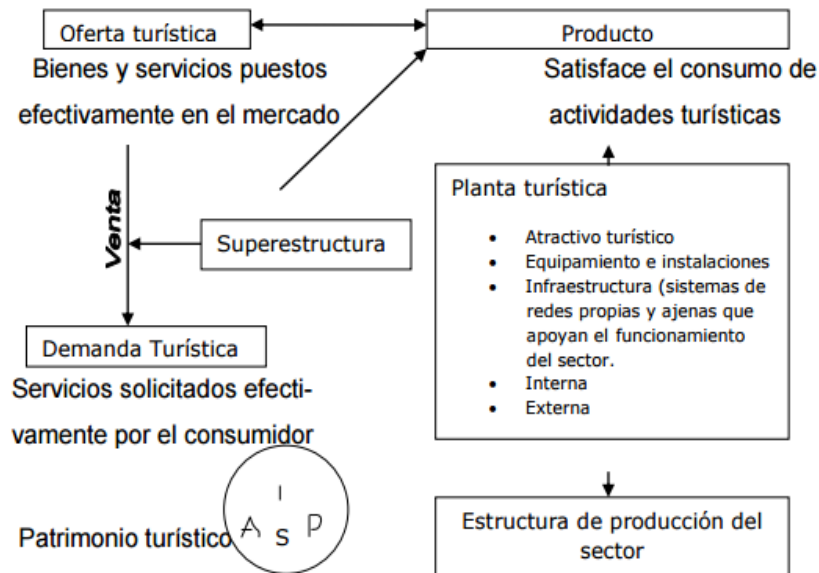 Oferta turística
Producto
Bienes y servicios puestos
efectivamente en el mercado
Satisface el consumo de
actividades turísticas
Venta
Superestructura
Planta turística
• Atractivo turístico
• Equipamiento e instalaciones
• Infraestructura (sistemas de
redes propias y ajenas que
apoyan el funcionamiento
del sector.
• Interna
• Externa
Demanda Turística
Servicios solicitados efecti-
vamente por el consumidor
Patrimonio turístico
I
A S P
Estructura de producción del
sector